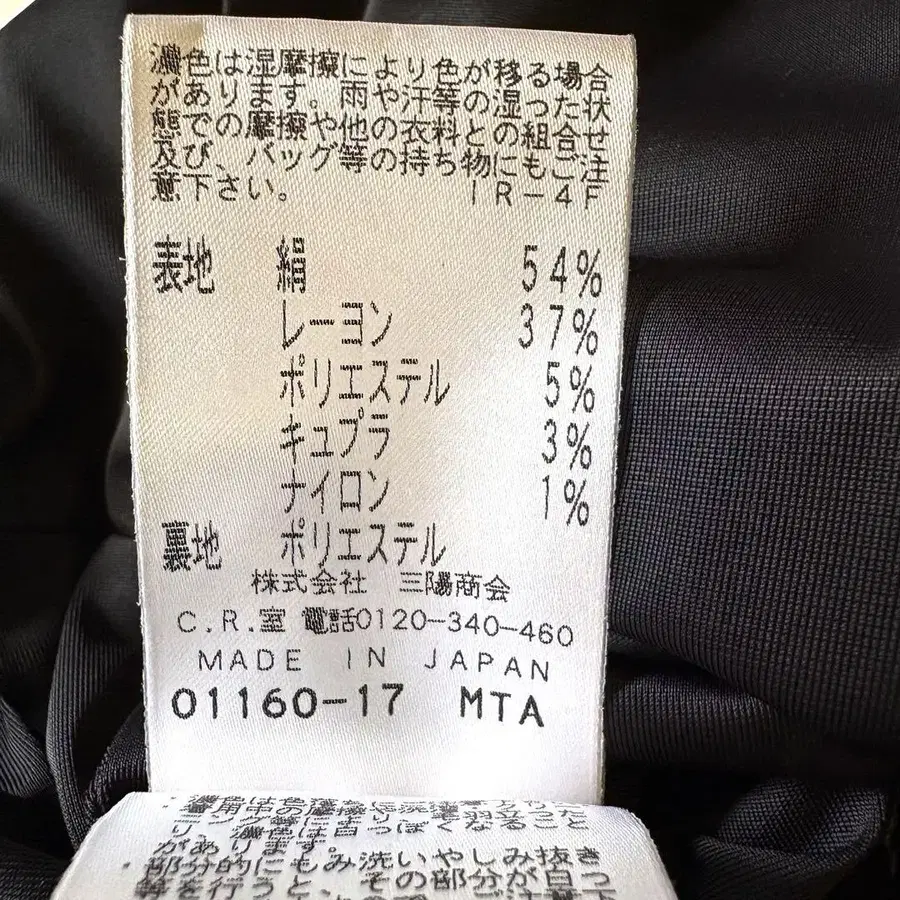 濃色は湿摩擦により色が移る場合
があります。雨や汗等の湿った状
態での摩擦や他の衣料との組合せ
及び、バッグ等の持ち物にもご注
意下さい。 ーR−4F
表地 絹 54%
レーヨン 37%
ポリエステル 5%
キュプラ 3%
ナイロン 1%
裏地 ポリエステル
株式会社 三陽商会
C.R.室 電話0120−340−460
MADE IN JAPAN
01160−17 MTA
り、濃色は白っぽくなること
があります。
・部分的にもみ洗いやしみ抜き
等を行うと、その部分が白っ